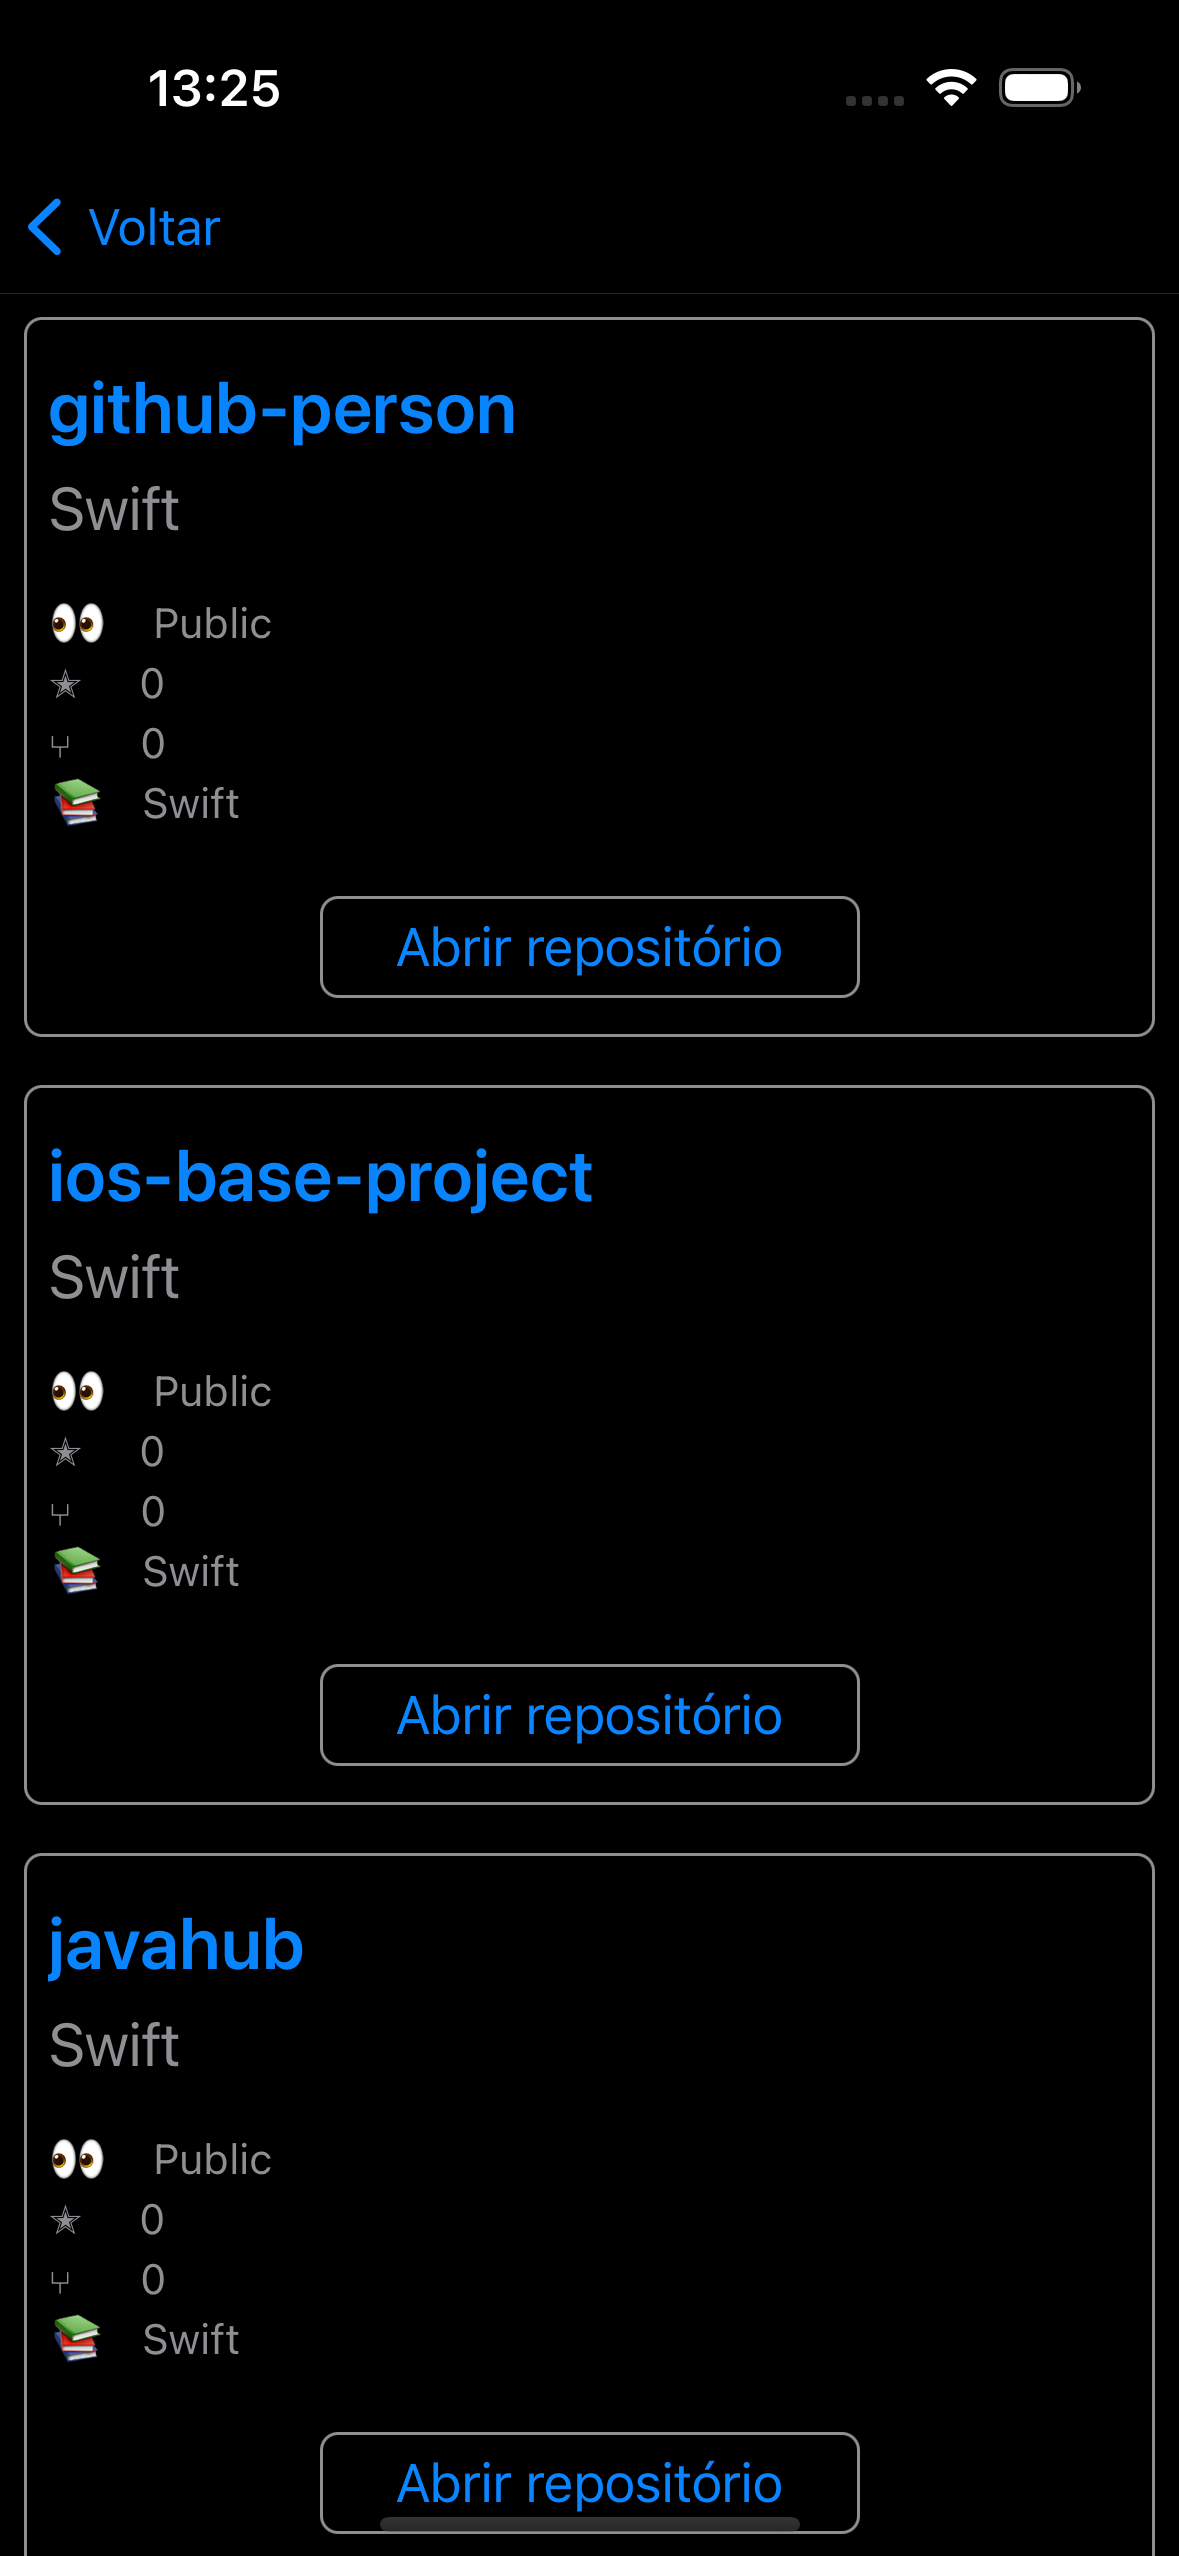 13:25
Voltar
github-person
Swift
👀 Public
✭ 0
⑂ 0
📚 Swift
Abrir repositório
ios-base-project
Swift
👀 Public
✭ 0
⑂ 0
📚 Swift
Abrir repositório
javahub
Swift
👀 Public
✭ 0
⑂ 0
📚 Swift
Abrir repositório